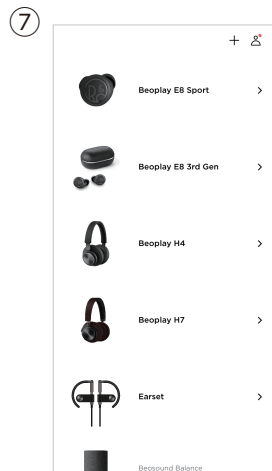 7
Beoplay E8 Sport
Beoplay E8 3rd Gen
Beoplay H4
Beoplay H7
Earset
Beosound Balance